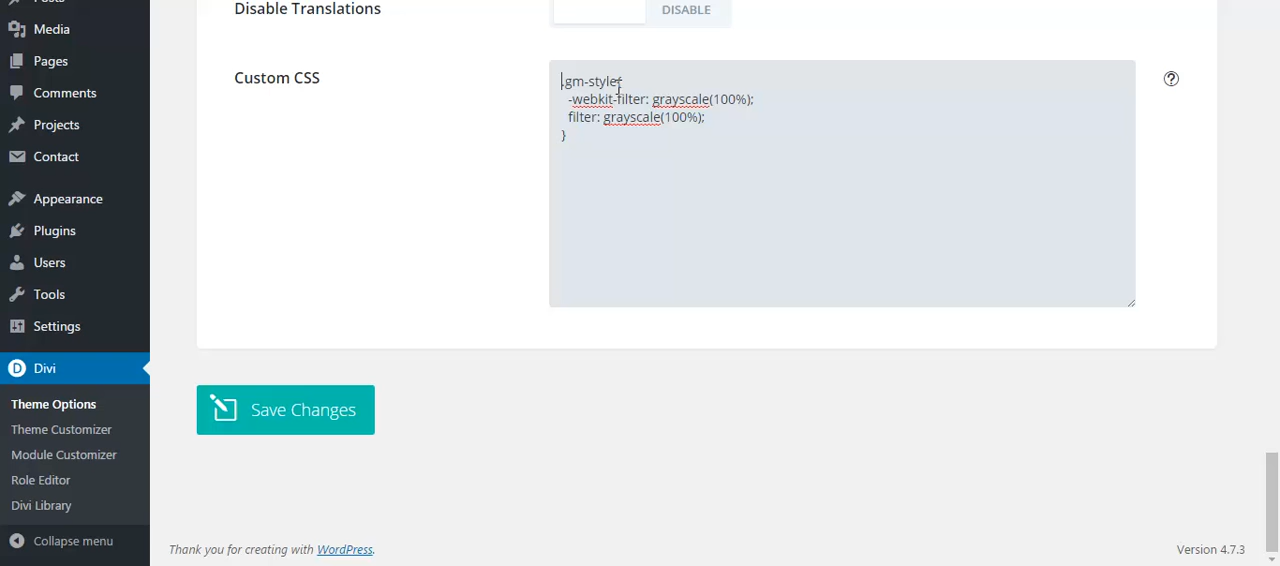 Posts
Media
Pages
Comments
Projects
Contact
Appearance
Plugins
Users
Tools
Settings
Divi
Theme Options
Theme Customizer
Module Customizer
Role Editor
Divi Library
Collapse menu
Disable Translations
DISABLE
Custom CSS
.gm-style{
-webkit-filter: grayscale(100%);
filter: grayscale(100%);
}
Save Changes
Thank you for creating with WordPress.
Version 4.7.3